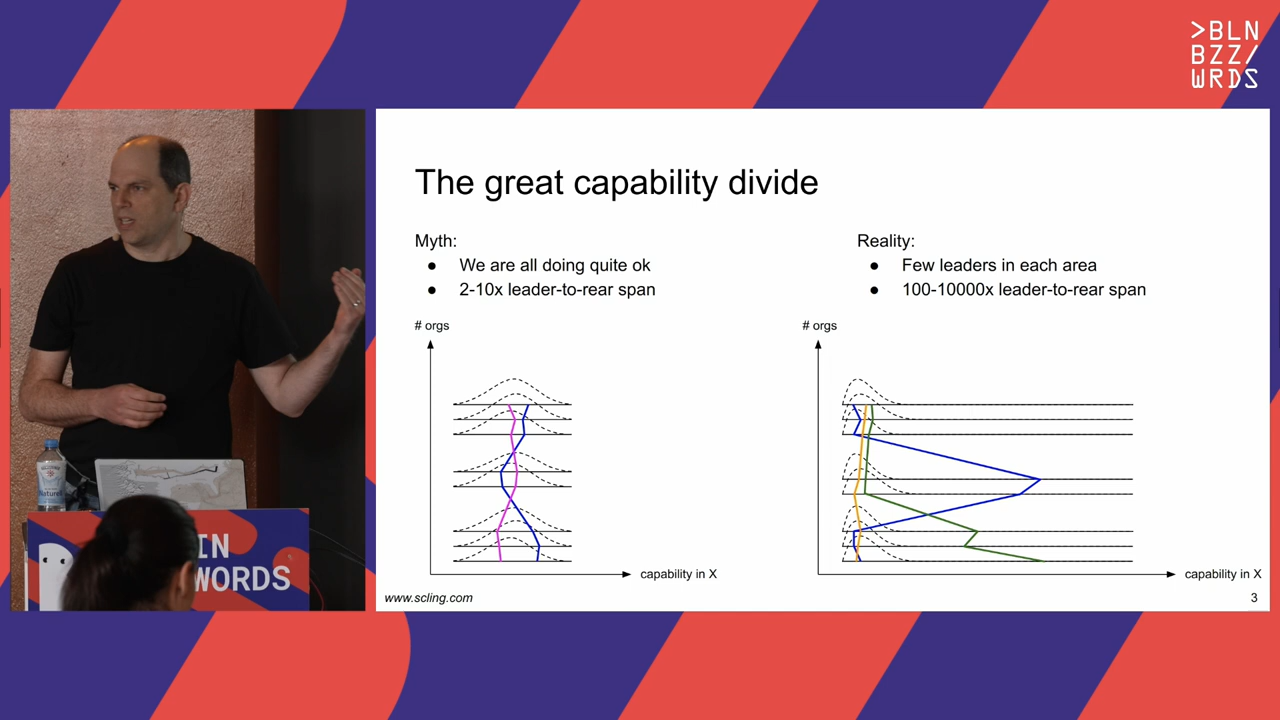 >BLN
BZZ/
WRDS
The great capability divide
Myth:
● We are all doing quite ok
● 2-10x leader-to-rear span
Reality:
● Few leaders in each area
● 100-10000x leader-to-rear span
# orgs
capability in X
# orgs
capability in X
www.scling.com
3
IN
WORDS